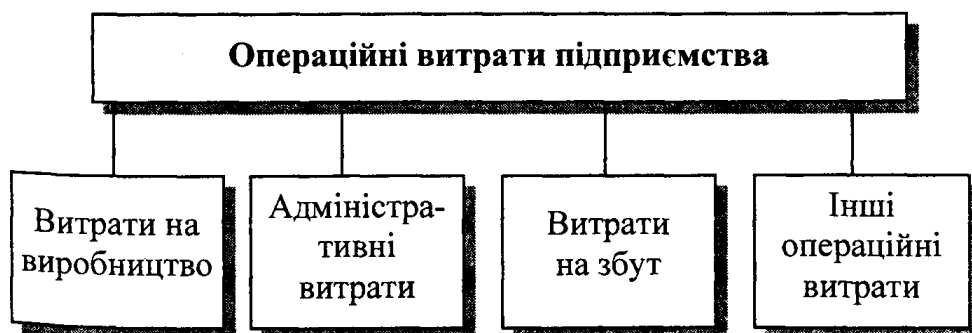 Операційні витрати підприємства
Витрати на
виробництво
Адміністра-
тивні
витрати
Витрати
на збут
Інші
операційні
витрати